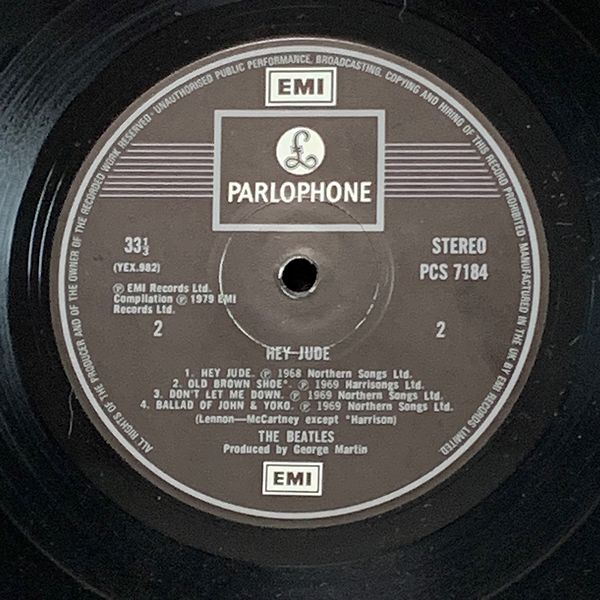 ALL RIGHTS OF THE PRODUCER AND OF THE OWNER OF THE RECORDED WORK RESERVED · UNAUTHORISED PUBLIC PERFORMANCE, BROADCASTING, COPYING AND HIRING OF THIS RECORD PROHIBITED · MANUFACTURED IN THE UK BY EMI RECORDS LIMITED
EMI
£
PARLOPHONE
33⅓
STEREO
(YEX.982)
PCS 7184
℗ EMI Records Ltd.
Compilation ℗ 1979 EMI
Records Ltd.
2
2
HEY JUDE
1. HEY JUDE. ℗ 1968 Northern Songs Ltd.
2. OLD BROWN SHOE*. ℗ 1969 Harrisongs Ltd.
3. DON'T LET ME DOWN. ℗ 1969 Northern Songs Ltd.
4. BALLAD OF JOHN & YOKO. ℗ 1969 Northern Songs Ltd.
(Lennon—McCartney except *Harrison)
THE BEATLES
Produced by George Martin
EMI